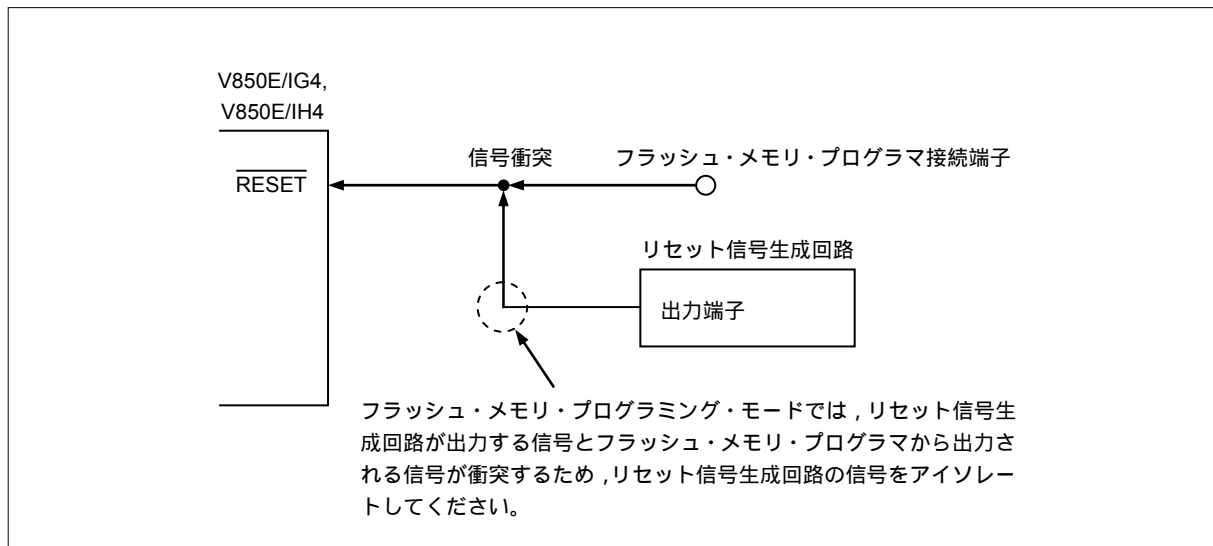 V850E/IG4,
V850E/IH4
信号衝突
フラッシュ・メモリ・プログラマ接続端子
RESET
リセット信号生成回路
出力端子
フラッシュ・メモリ・プログラミング・モードでは，リセット信号生
成回路が出力する信号とフラッシュ・メモリ・プログラマから出力さ
れる信号が衝突するため，リセット信号生成回路の信号をアイソレー
トしてください。